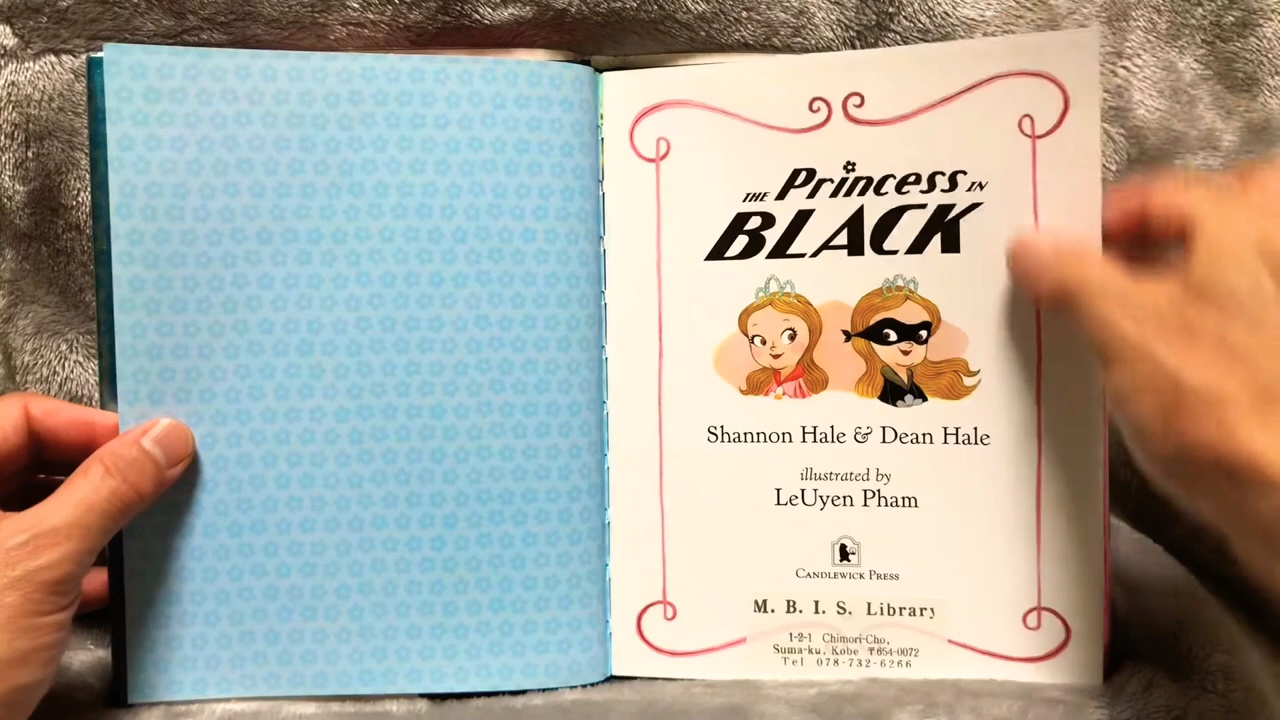 THE Princess IN
BLACK
Shannon Hale & Dean Hale
illustrated by
LeUyen Pham
CANDLEWICK PRESS
M. B. I. S. Library
1-2-1 Chimori-Cho,
Suma-ku, Kobe 〒654-0072
Tel 078-732-6266